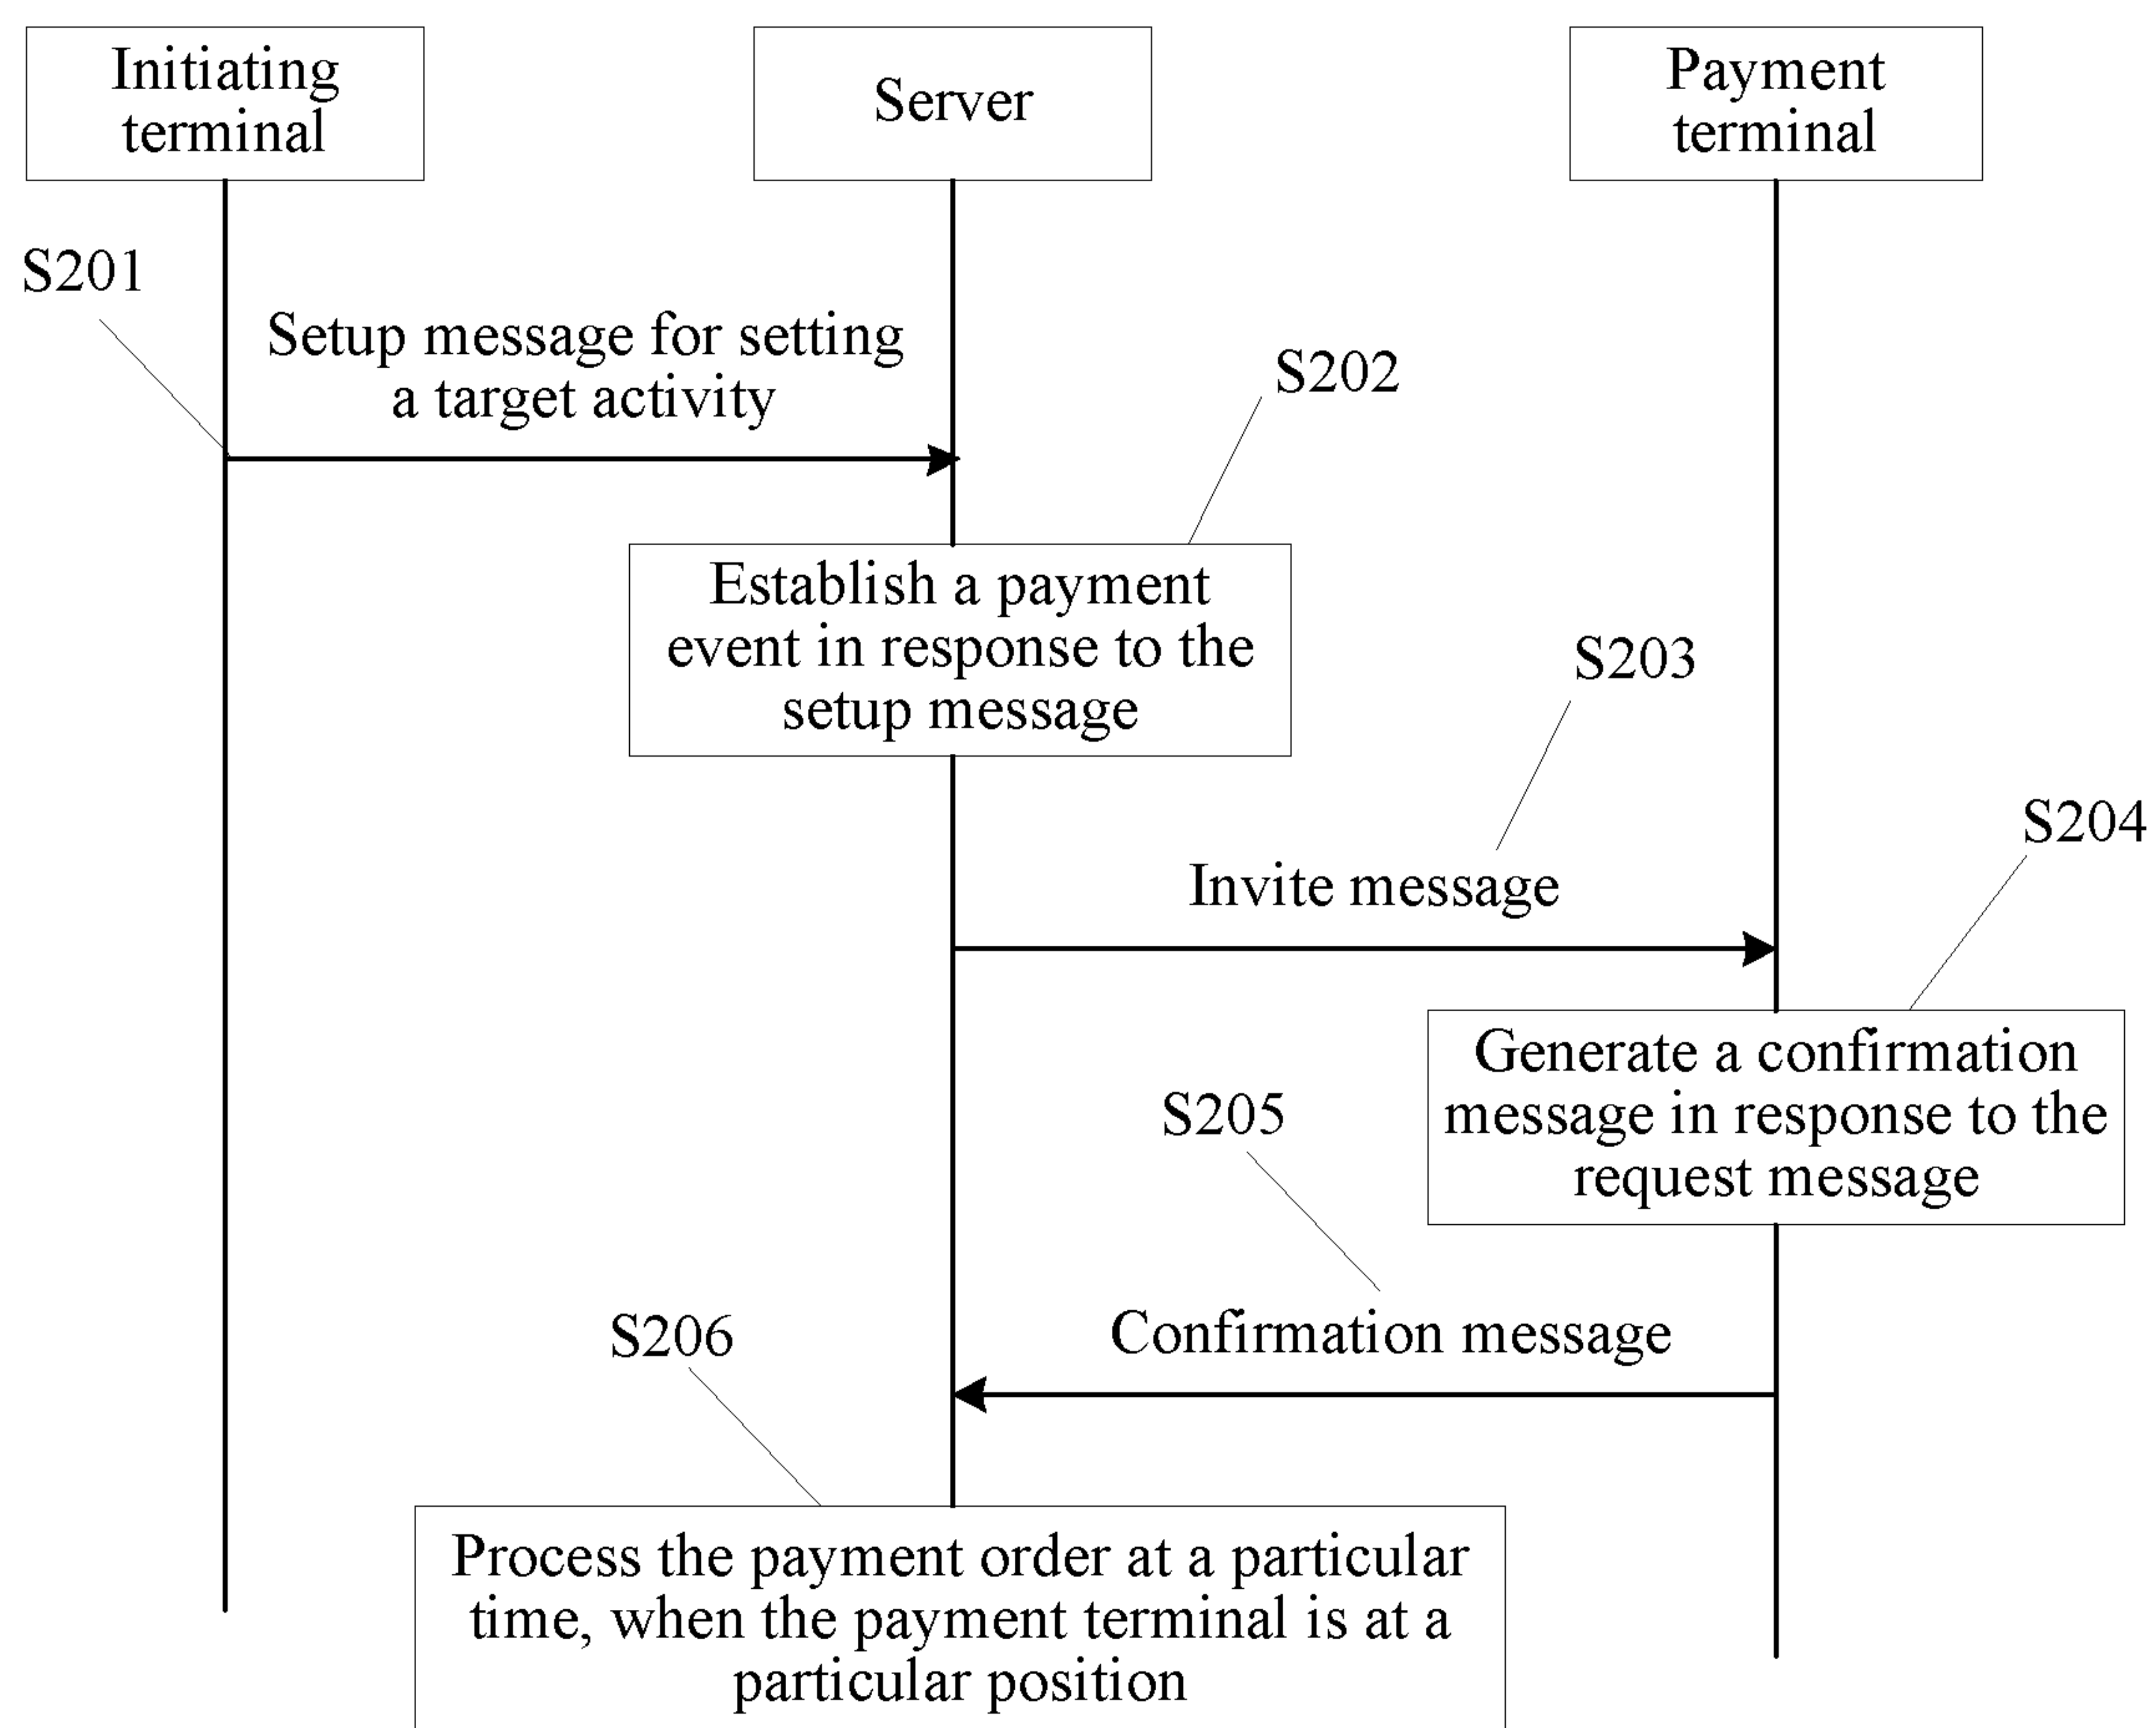 Initiating
terminal
Server
Payment
terminal
S201
Setup message for setting
a target activity
S202
Establish a payment
event in response to the
setup message
S203
Invite message
S204
Generate a confirmation
message in response to the
request message
S205
Confirmation message
S206
Process the payment order at a particular
time, when the payment terminal is at a
particular position